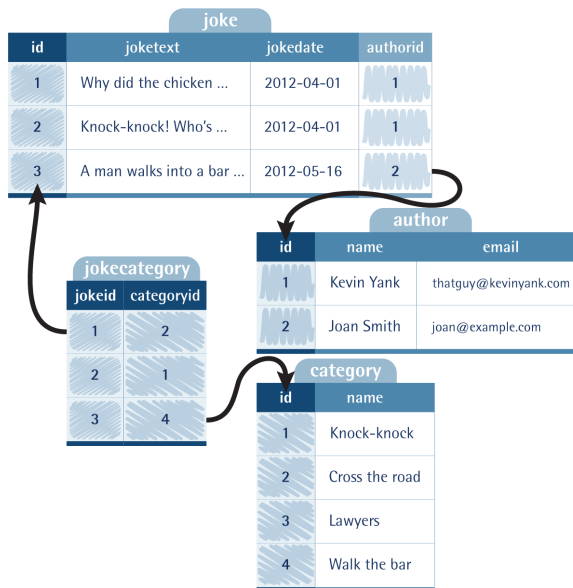 joke
id joketext jokedate authorid
1 Why did the chicken ... 2012-04-01 1
2 Knock-knock! Who's ... 2012-04-01 1
3 A man walks into a bar ... 2012-05-16 2
author
id name email
1 Kevin Yank thatguy@kevinyank.com
2 Joan Smith joan@example.com
jokecategory
jokeid categoryid
1 2
2 1
3 4
category
id name
1 Knock-knock
2 Cross the road
3 Lawyers
4 Walk the bar